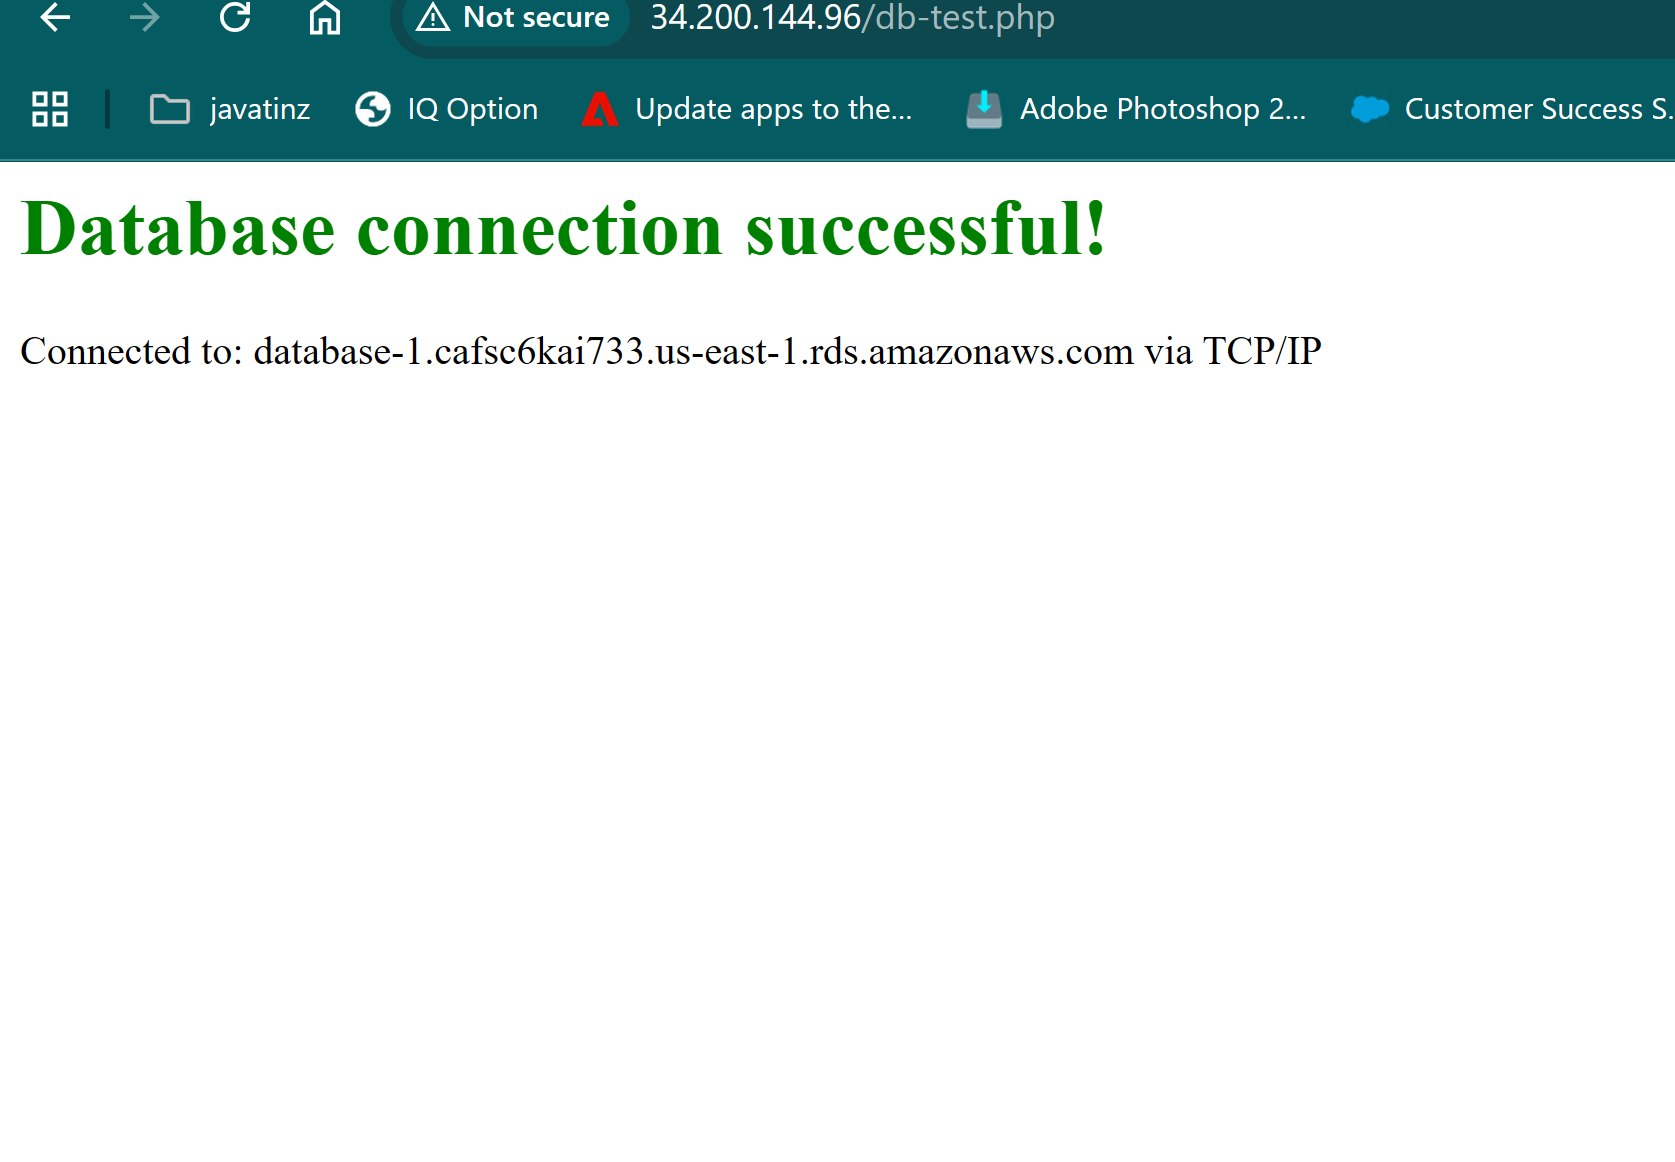 Not secure 34.200.144.96/db-test.php
javatinz IQ Option Update apps to the... Adobe Photoshop 2... Customer Success S.
Database connection successful!
Connected to: database-1.cafsc6kai733.us-east-1.rds.amazonaws.com via TCP/IP